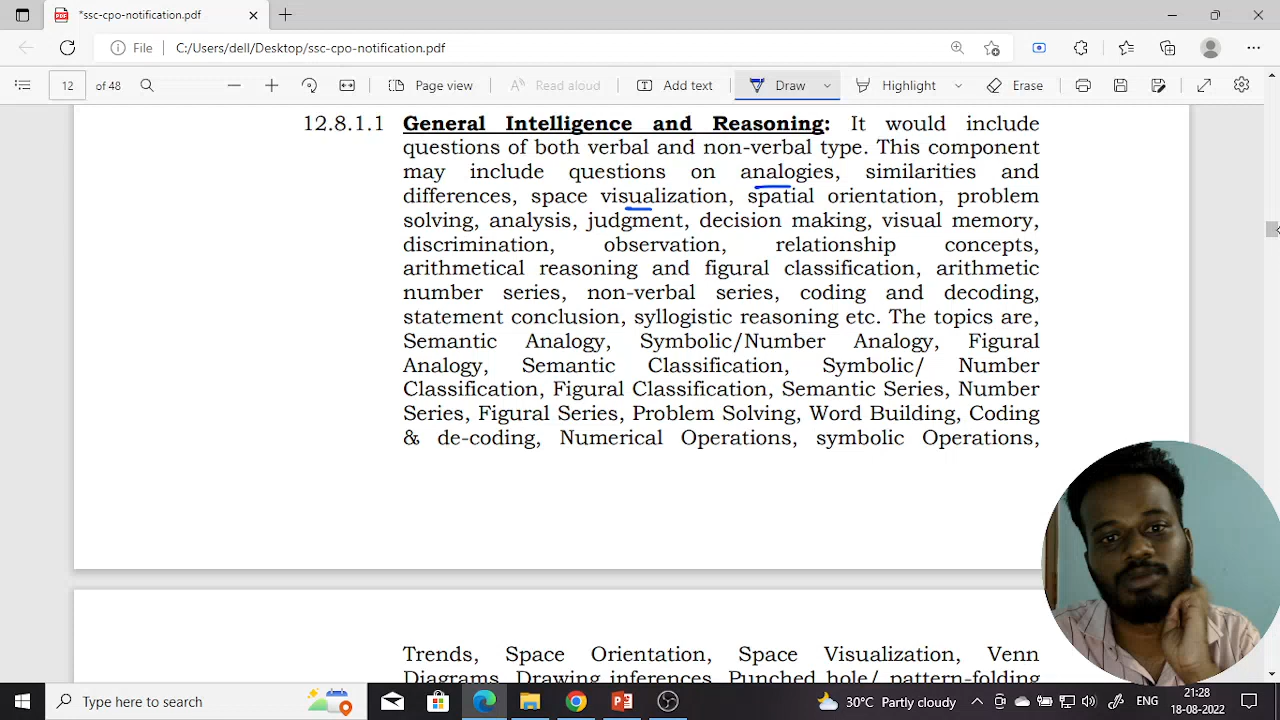 *ssc-cpo-notification.pdf
File
C:/Users/dell/Desktop/ssc-cpo-notification.pdf
12 of 48
Page view
Read aloud
Add text
Draw
Highlight
Erase
12.8.1.1 General Intelligence and Reasoning: It would include
questions of both verbal and non-verbal type. This component
may include questions on analogies, similarities and
differences, space visualization, spatial orientation, problem
solving, analysis, judgment, decision making, visual memory,
discrimination, observation, relationship concepts,
arithmetical reasoning and figural classification, arithmetic
number series, non-verbal series, coding and decoding,
statement conclusion, syllogistic reasoning etc. The topics are,
Semantic Analogy, Symbolic/Number Analogy, Figural
Analogy, Semantic Classification, Symbolic/ Number
Classification, Figural Classification, Semantic Series, Number
Series, Figural Series, Problem Solving, Word Building, Coding
& de-coding, Numerical Operations, symbolic Operations,
Trends, Space Orientation, Space Visualization, Venn
Diagrams, Drawing inferences, Punched hole/ pattern-folding
Type here to search
30°C Partly cloudy
ENG
21:28
18-08-2022